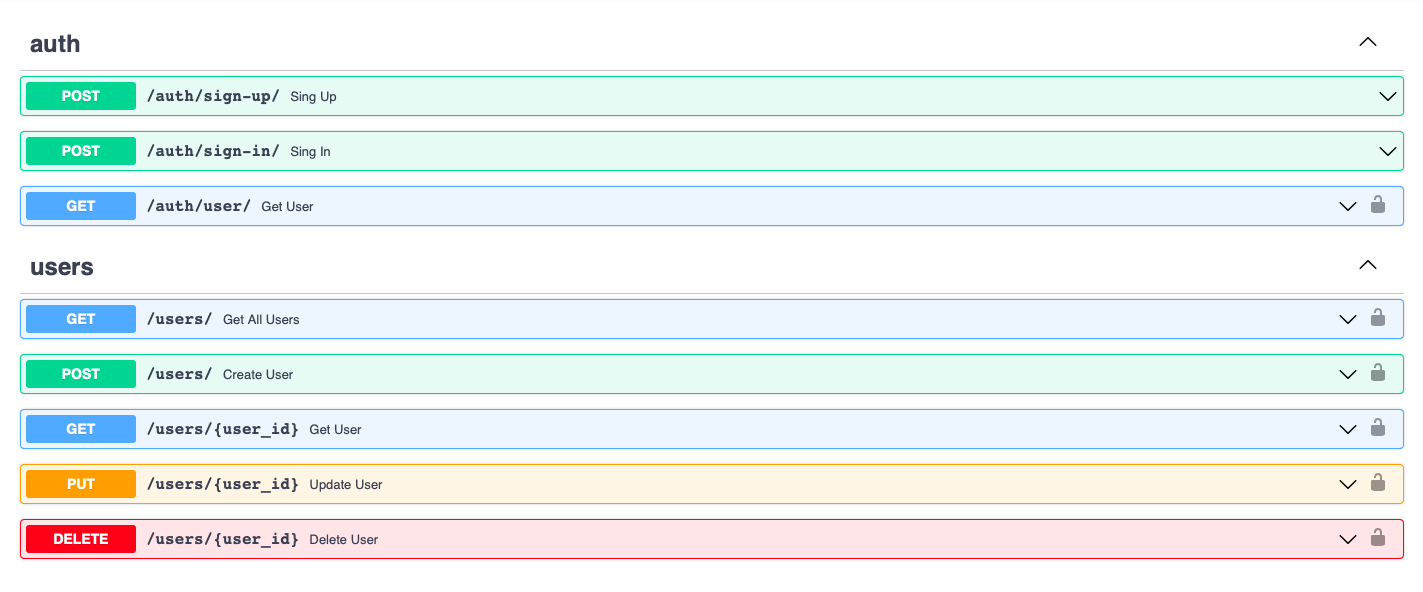 auth
POST /auth/sign-up/ Sing Up
POST /auth/sign-in/ Sing In
GET /auth/user/ Get User
users
GET /users/ Get All Users
POST /users/ Create User
GET /users/{user_id} Get User
PUT /users/{user_id} Update User
DELETE /users/{user_id} Delete User